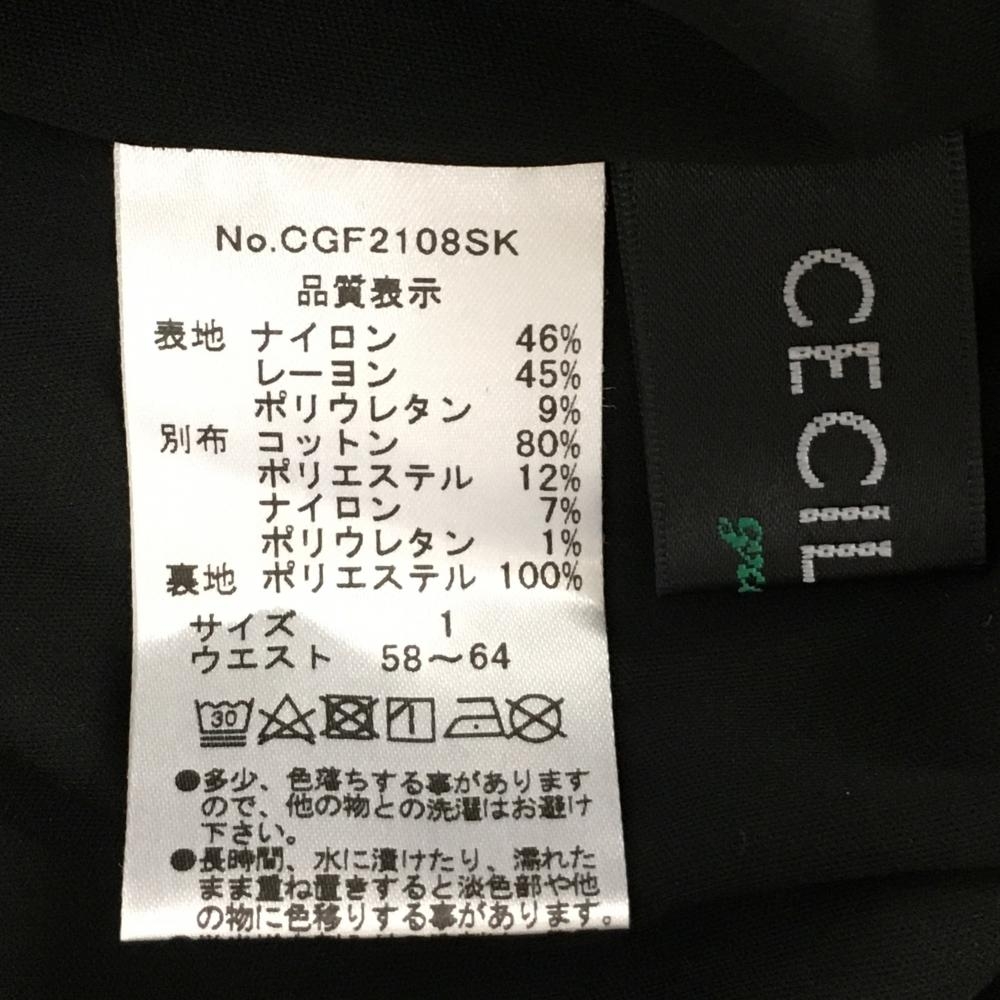 No.CGF2108SK
品質表示
表地 ナイロン 46%
レーヨン 45%
ポリウレタン 9%
別布 コットン 80%
ポリエステル 12%
ナイロン 7%
ポリウレタン 1%
裏地 ポリエステル 100%
サイズ 1
ウエスト 58～64
30
●多少、色落ちする事があります
ので、他の物との洗濯はお避け
下さい。
●長時間、水に漬けたり、濡れた
まま重ね置きすると淡色部や他
の物に色移りする事があります。
CECIL